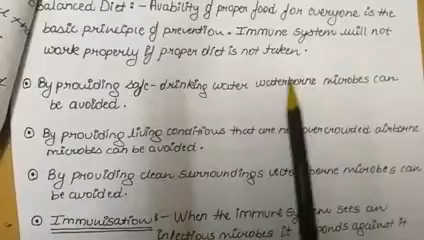 Balanced Diet :- Avability of proper food for everyone is the
basic principle of prevention. Immune system will not
work properly if proper diet is not taken.
⊙ By providing safe-drinking water waterborne microbes can
be avoided.
⊙ By providing living conditions that are overcrowded airborne
microbes can be avoided.
⊙ By providing clean surroundings borne microbes can
be avoided.
⊙ Immunisation :- When the immune sees an
infectious microbes it against it